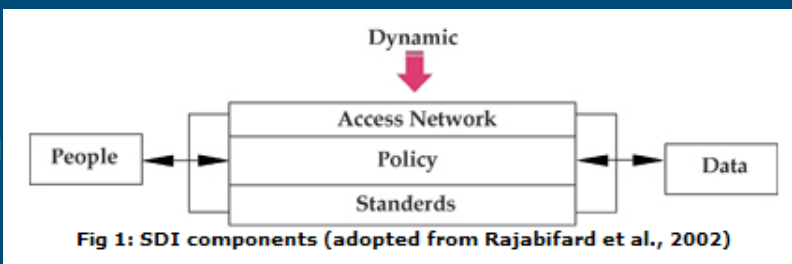 Dynamic
Access Network
People
Policy
Data
Standerds
Fig 1: SDI components (adopted from Rajabifard et al., 2002)